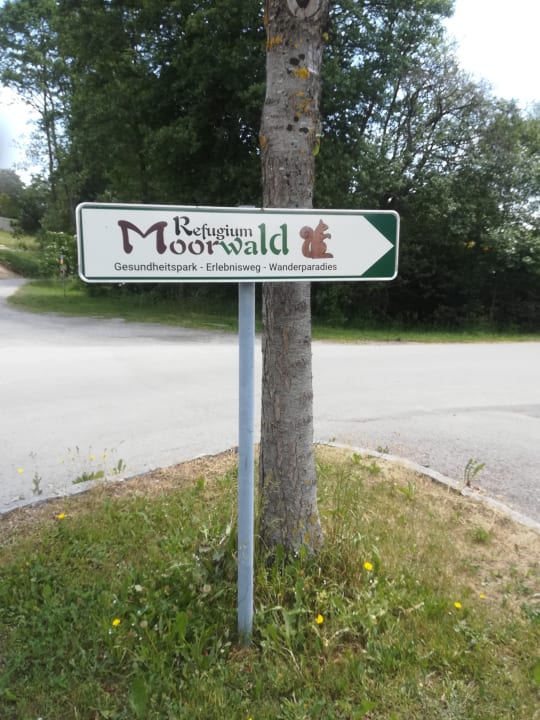 Refugium
Moorwald
Gesundheitspark - Erlebnisweg - Wanderparadies